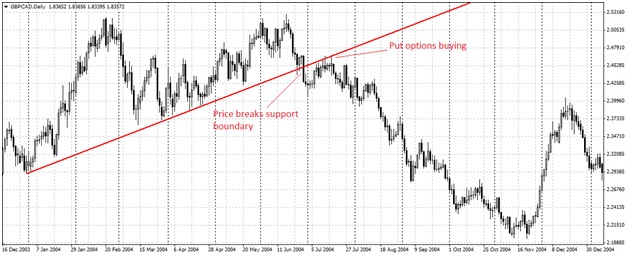 GBPCAD,Daily 1.83652 1.83656 1.83395 1.83572
2.53160
2.50535
2.47910
2.45285
2.42585
2.39960
2.37335
2.34710
2.32085
2.29385
2.26760
2.24135
2.21510
2.18985
Put options buying
Price breaks support
boundary
16 Dec 2003 7 Jan 2004 29 Jan 2004 20 Feb 2004 15 Mar 2004 6 Apr 2004 28 Apr 2004 20 May 2004 11 Jun 2004 5 Jul 2004 27 Jul 2004 18 Aug 2004 9 Sep 2004 1 Oct 2004 25 Oct 2004 16 Nov 2004 8 Dec 2004 30 Dec 2004